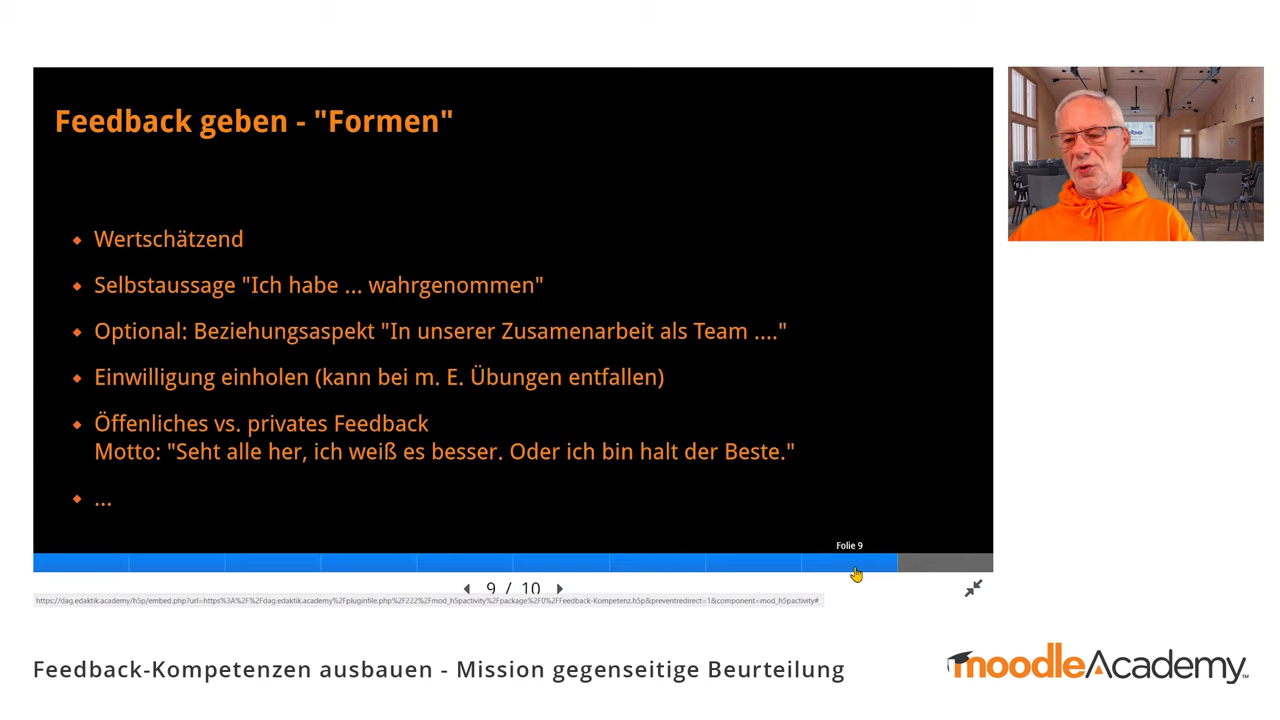 Feedback geben - "Formen"
Wertschätzend
Selbstaussage "Ich habe ... wahrgenommen"
Optional: Beziehungsaspekt "In unserer Zusamenarbeit als Team ...."
Einwilligung einholen (kann bei m. E. Übungen entfallen)
Öffenliches vs. privates Feedback
Motto: "Seht alle her, ich weiß es besser. Oder ich bin halt der Beste."
...
Folie 9
9 / 10
https://dag.edaktik.academy/h5p/embed.php?url=https%3A%2F%2Fdag.edaktik.academy%2Fpluginfile.php%2F222%2Fmod_h5pactivity%2Fpackage%2F0%2FFeedback-Kompetenz.h5p&preventredirect=1&component=mod_h5pactivity#
Feedback-Kompetenzen ausbauen - Mission gegenseitige Beurteilung
moodleAcademy™